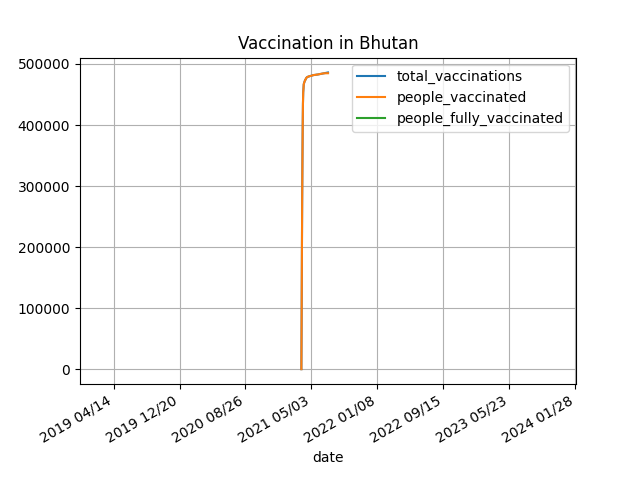 Vaccination in Bhutan
total_vaccinations
people_vaccinated
people_fully_vaccinated
500000
400000
300000
200000
100000
0
2019 04/14
2019 12/20
2020 08/26
2021 05/03
2022 01/08
2022 09/15
2023 05/23
2024 01/28
date